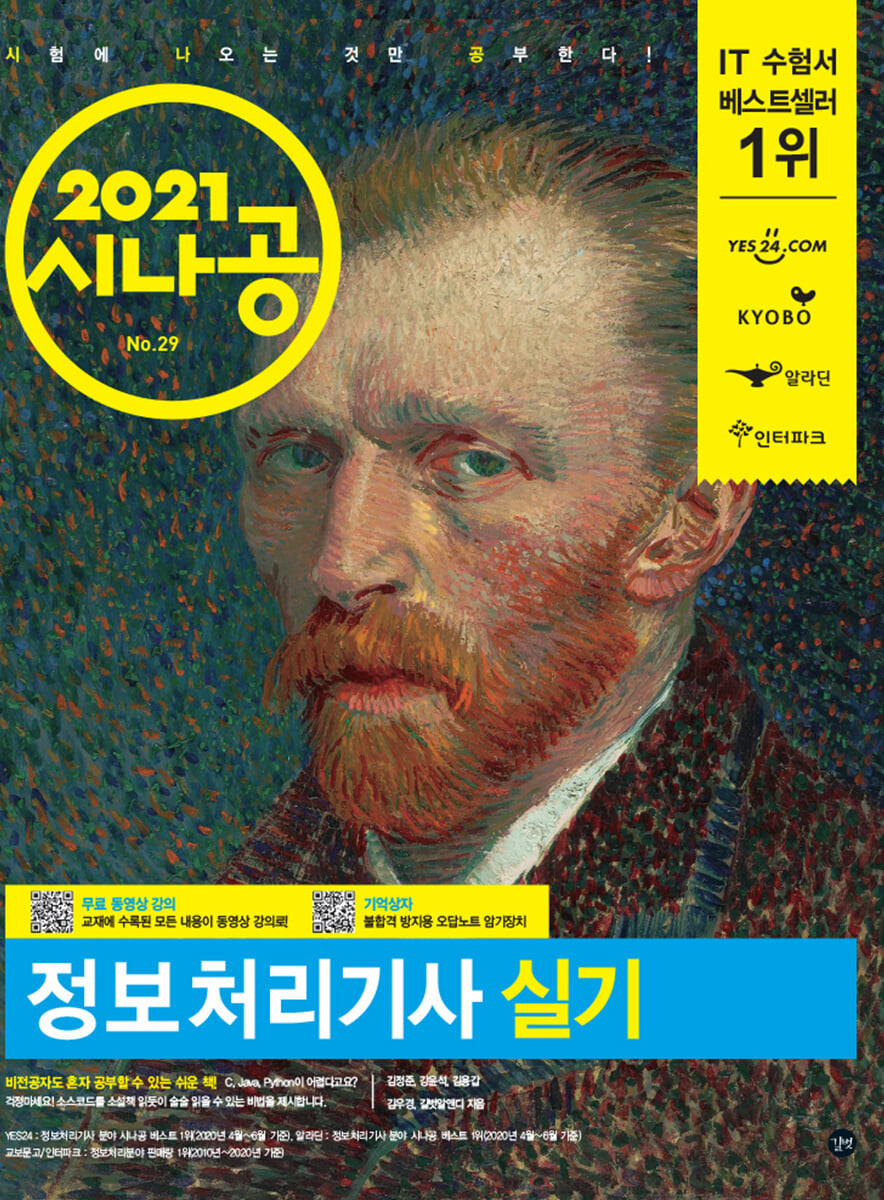 시험에 나오는 것만 공부한다!
IT 수험서
베스트셀러
1위
YES24.COM
KYOBO
알라딘
인터파크
2021
시나공
No.29
무료 동영상 강의
교재에 수록된 모든 내용이 동영상 강의로!
기억상자
불합격 방지용 오답노트 암기장치
정보처리기사 실기
비전공자도 혼자 공부할 수 있는 쉬운 책! C, Java, Python이 어렵다고요?
걱정마세요! 소스코드를 소설책 읽듯이 술술 읽을 수 있는 비법을 제시합니다.
김정준, 강윤석, 김용갑
김우경, 길벗알앤디 지음
YES24 : 정보처리기사 분야 시나공 베스트 1위(2020년 4월~6월 기준), 알라딘 : 정보처리기사 분야 시나공 베스트 1위(2020년 4월~6월 기준)
교보문고/인터파크 : 정보처리분야 판매량 1위(2010년~2020년 기준)
길벗